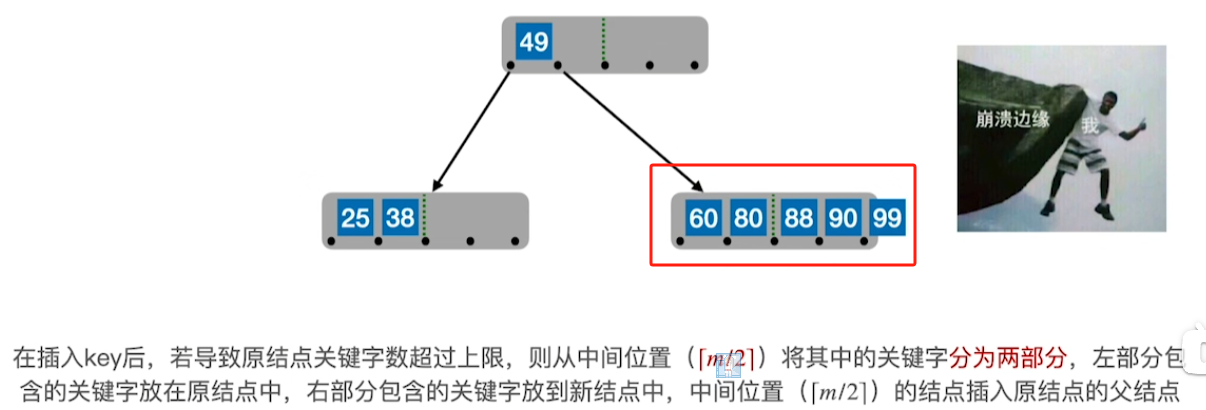 49
崩溃边缘 我
25 38
60 80 88 90 99
在插入key后，若导致原结点关键字数超过上限，则从中间位置（⌈m/2⌉）将其中的关键字分为两部分，左部分包
含的关键字放在原结点中，右部分包含的关键字放到新结点中，中间位置（⌈m/2⌉）的结点插入原结点的父结点